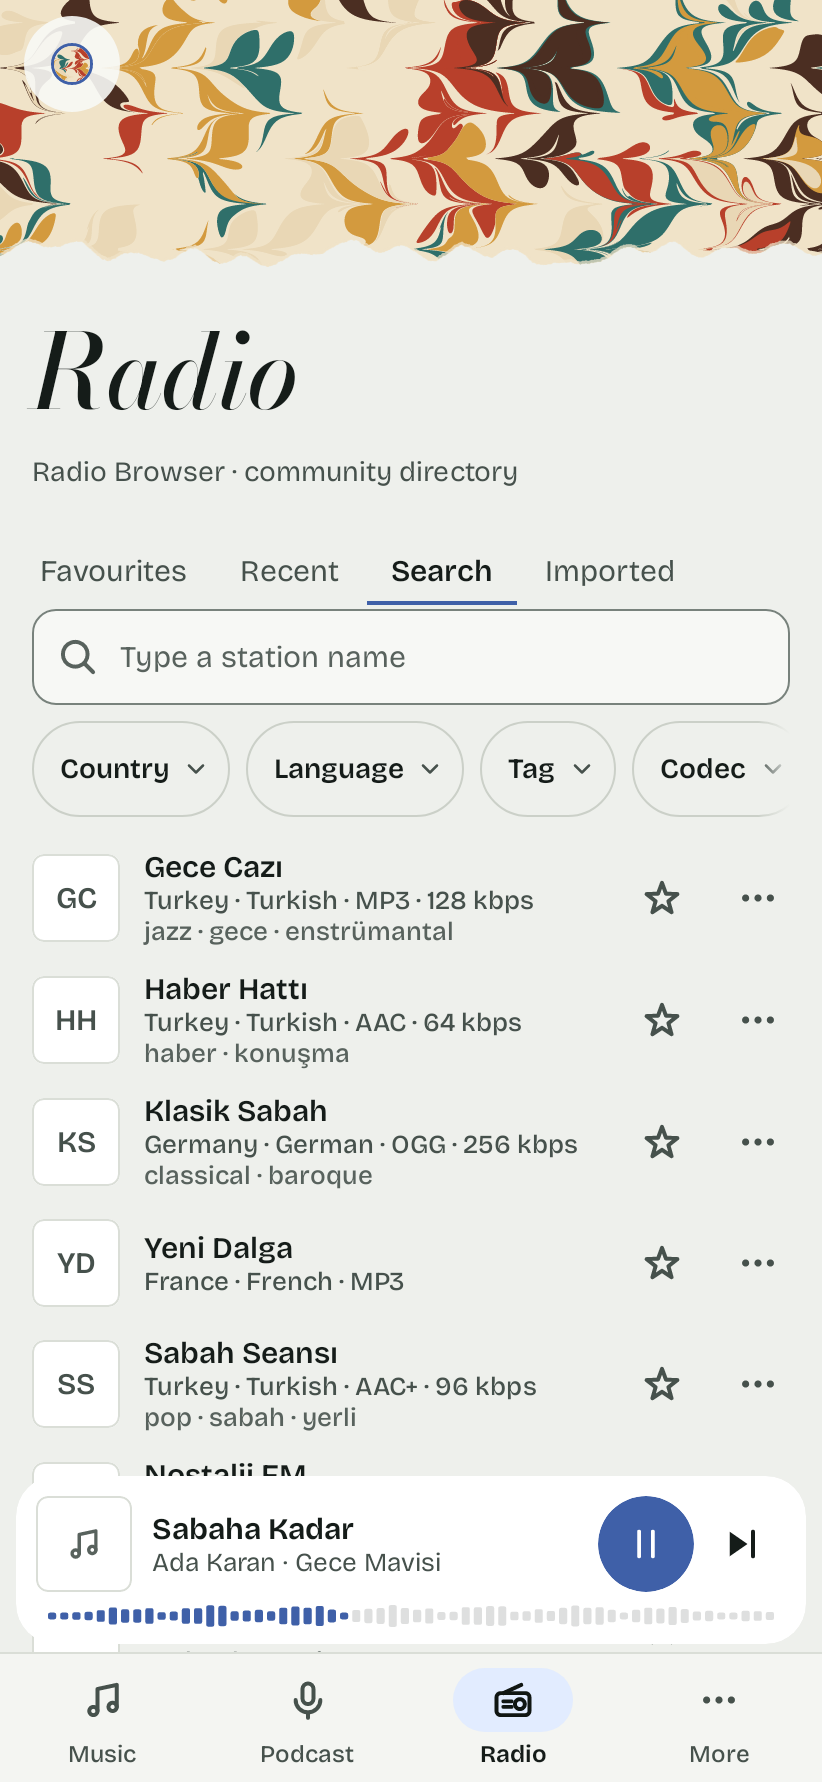 Radio
Radio Browser · community directory
Favourites
Recent
Search
Imported
Type a station name
Country
Language
Tag
Codec
GC
Gece Cazı
Turkey · Turkish · MP3 · 128 kbps
jazz · gece · enstrümantal
HH
Haber Hattı
Turkey · Turkish · AAC · 64 kbps
haber · konuşma
KS
Klasik Sabah
Germany · German · OGG · 256 kbps
classical · baroque
YD
Yeni Dalga
France · French · MP3
SS
Sabah Seansı
Turkey · Turkish · AAC+ · 96 kbps
pop · sabah · yerli
Nostalji FM
Sabaha Kadar
Ada Karan · Gece Mavisi
Music
Podcast
Radio
More